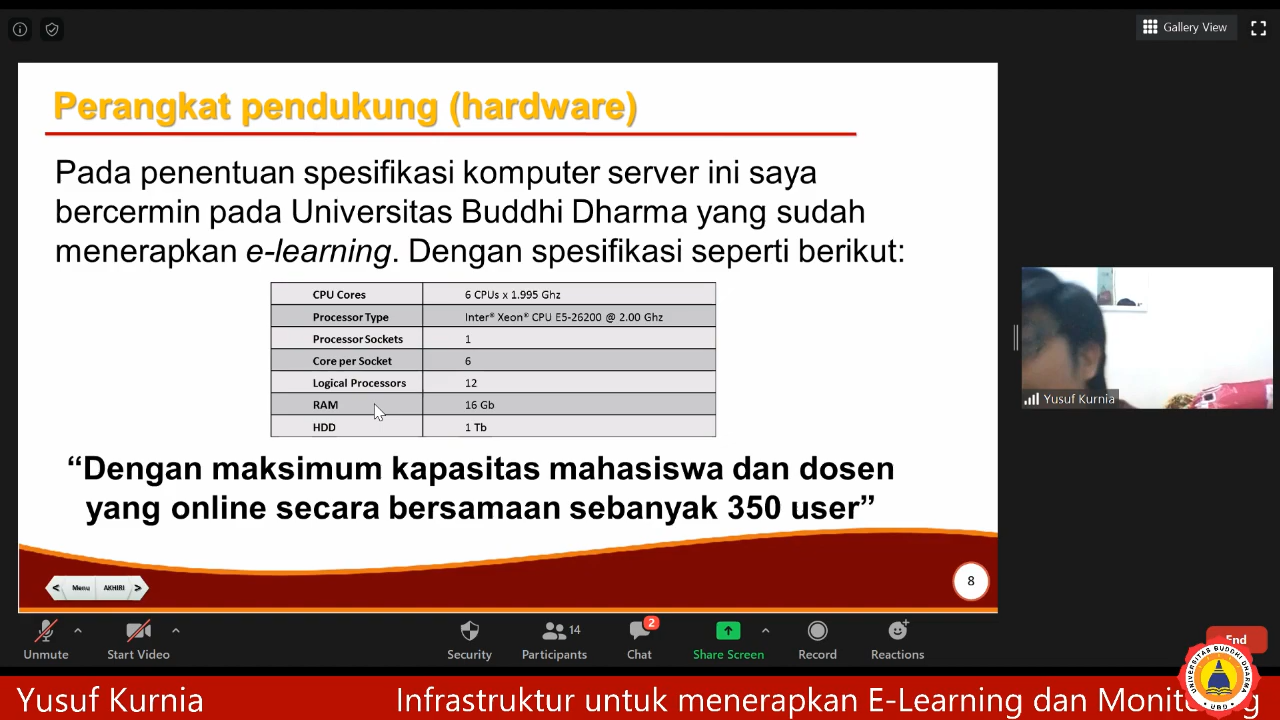 Gallery View
Perangkat pendukung (hardware)
Pada penentuan spesifikasi komputer server ini saya
bercermin pada Universitas Buddhi Dharma yang sudah
menerapkan e-learning. Dengan spesifikasi seperti berikut:
CPU Cores 6 CPUs x 1.995 Ghz
Processor Type Inter® Xeon® CPU E5-26200 @ 2.00 Ghz
Processor Sockets 1
Core per Socket 6
Logical Processors 12
RAM 16 Gb
HDD 1 Tb
“Dengan maksimum kapasitas mahasiswa dan dosen
yang online secara bersamaan sebanyak 350 user”
< Menu AKHIRI >
8
Yusuf Kurnia
Unmute
Start Video
Security
14
Participants
2
Chat
Share Screen
Record
Reactions
End
UNIVERSITAS BUDDHI DHARMA
UBD
Yusuf Kurnia
Infrastruktur untuk menerapkan E-Learning dan Monitoring